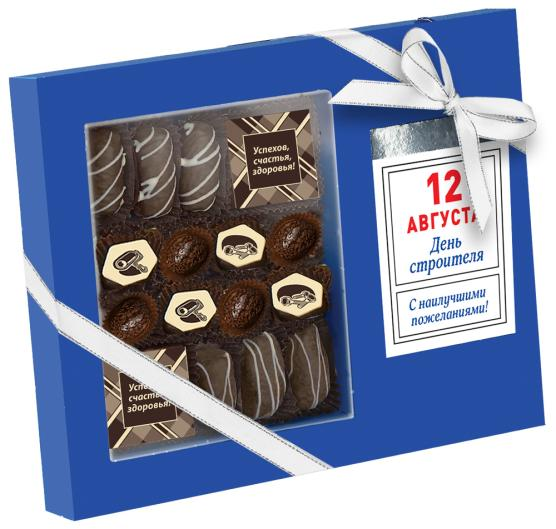 Успехов,
счастья,
здоровья!
12
АВГУСТА
День
строителя
С наилучшими
пожеланиями!
Успехов,
счастья,
здоровья!